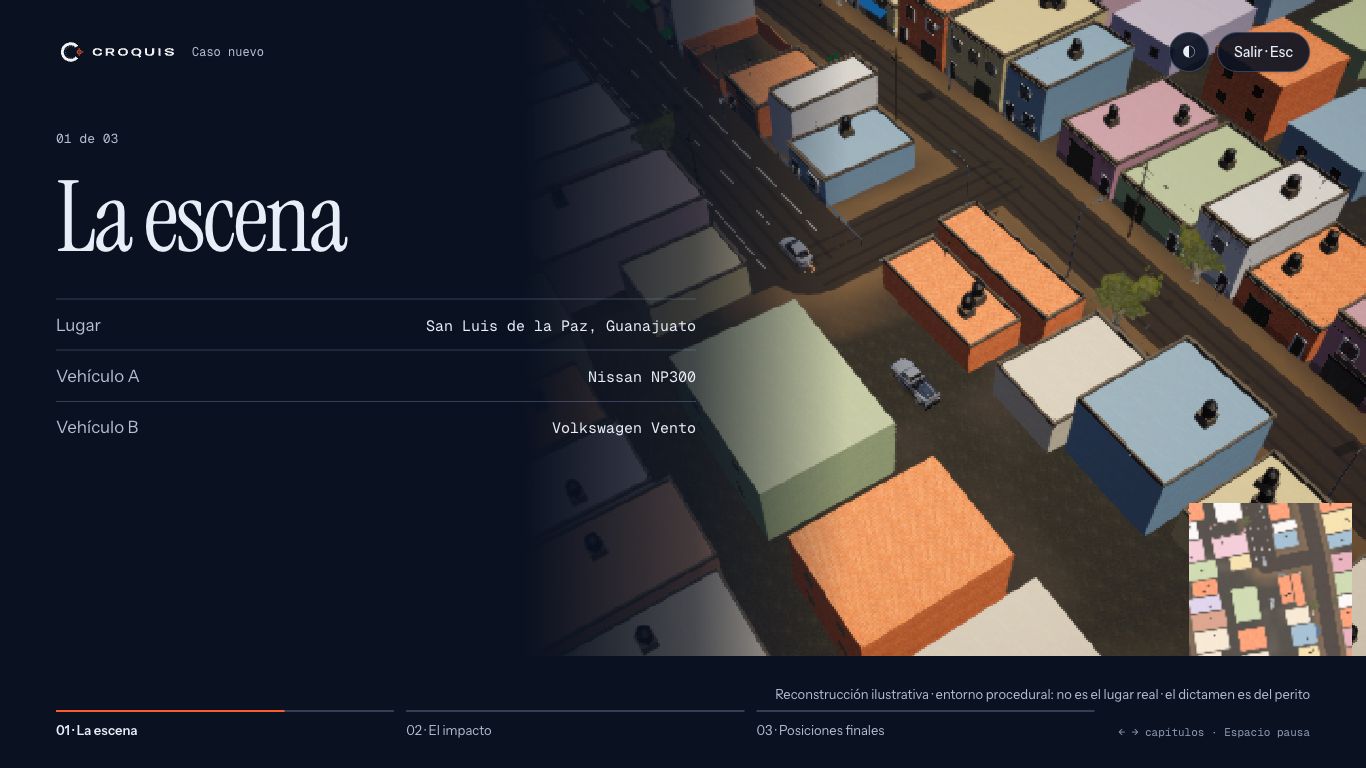 CROQUIS Caso nuevo
Salir·Esc
01 de 03
La escena
Lugar San Luis de la Paz, Guanajuato
Vehículo A Nissan NP300
Vehículo B Volkswagen Vento
Reconstrucción ilustrativa · entorno procedural: no es el lugar real · el dictamen es del perito
01 · La escena
02 · El impacto
03 · Posiciones finales
← → capítulos · Espacio pausa